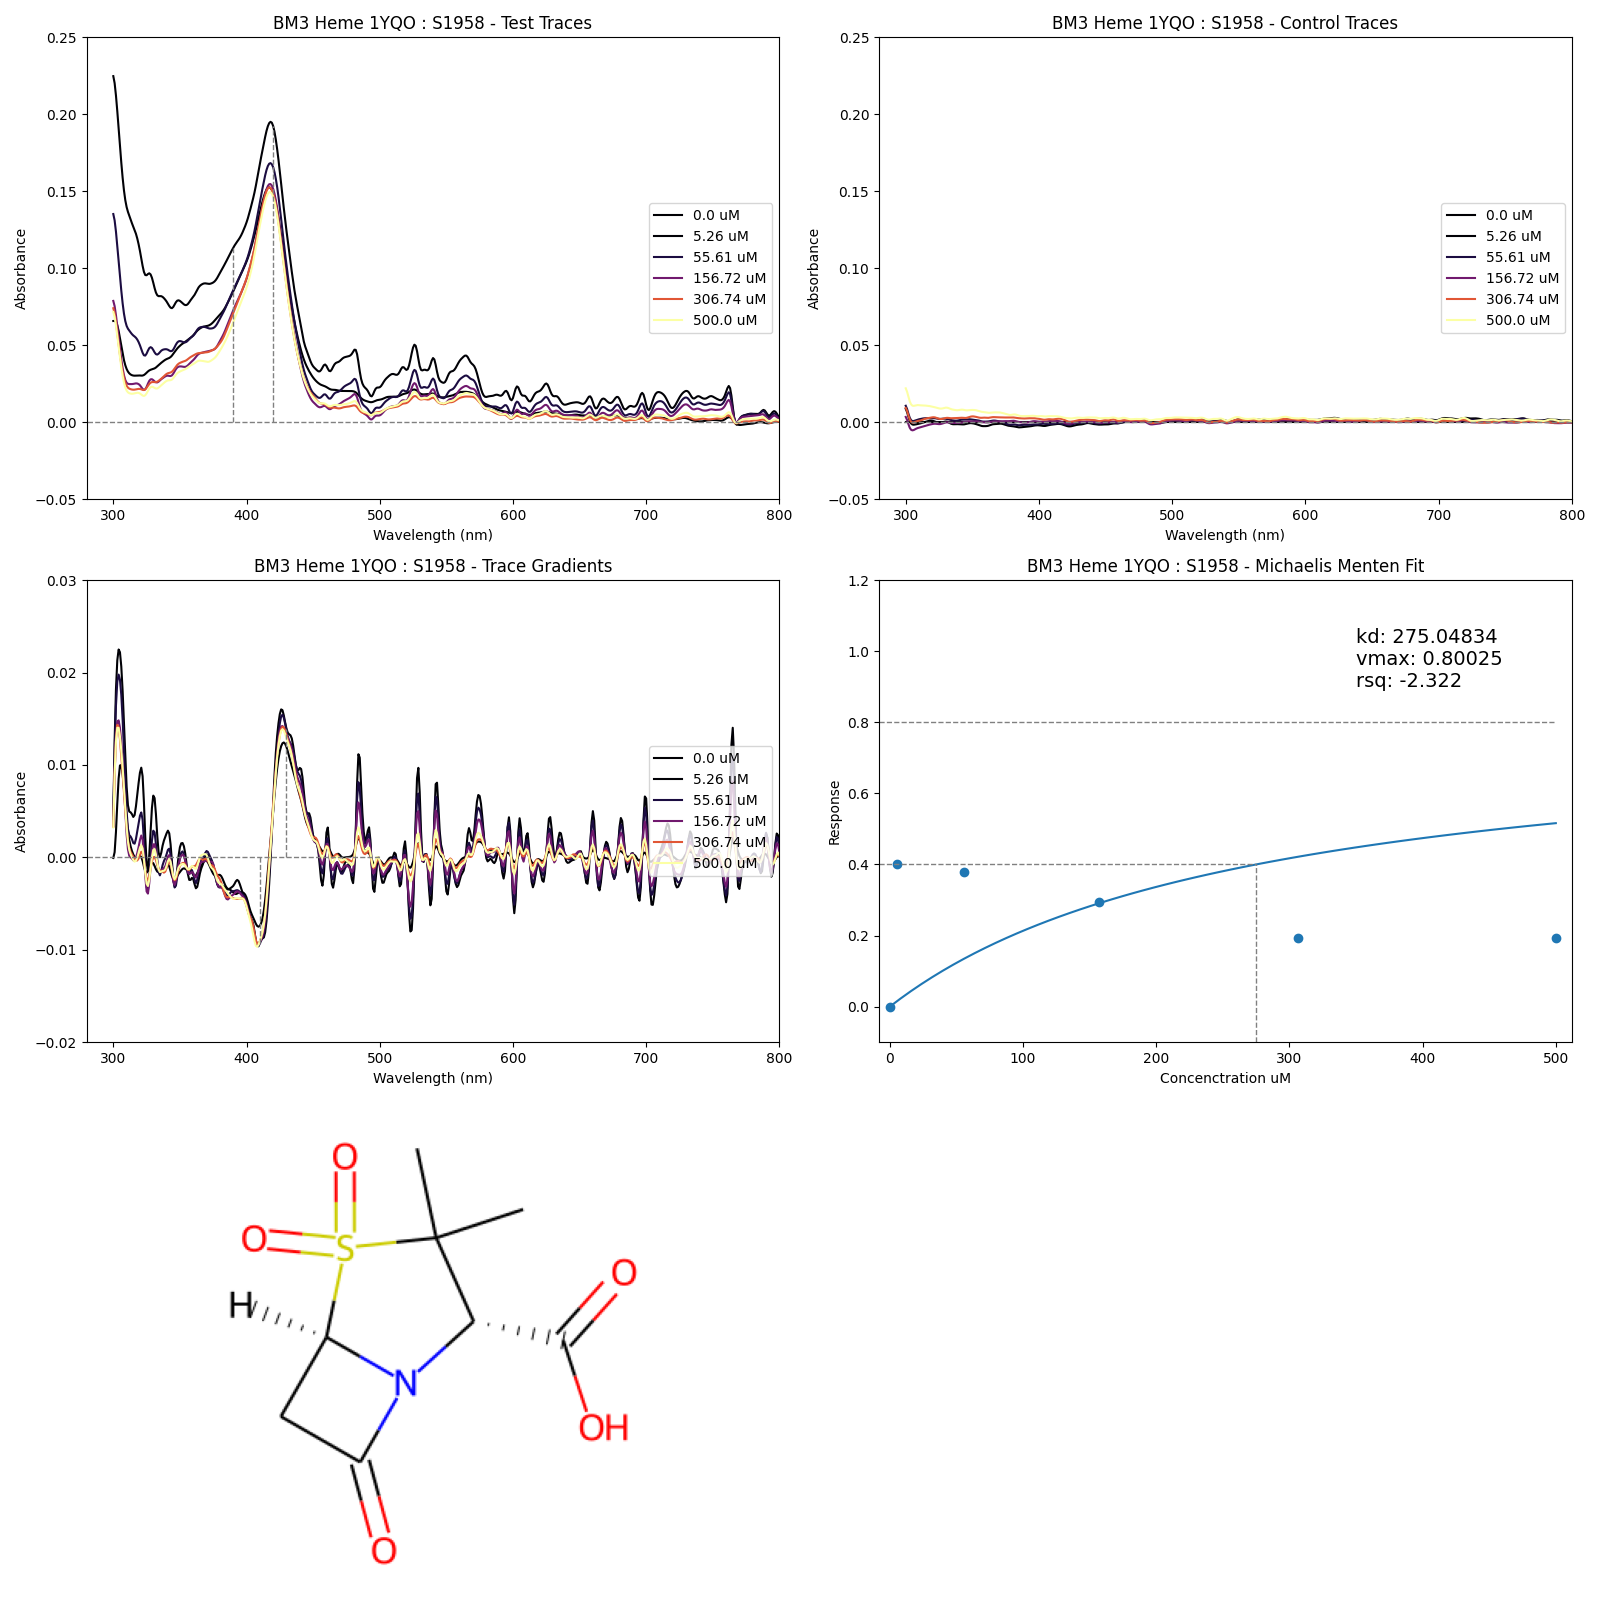 BM3 Heme 1YQO : S1958 - Test Traces
0.25
0.20
0.15
0.10
0.05
0.00
−0.05
Absorbance
300
400
500
600
700
800
Wavelength (nm)
0.0 uM
5.26 uM
55.61 uM
156.72 uM
306.74 uM
500.0 uM
BM3 Heme 1YQO : S1958 - Control Traces
0.25
0.20
0.15
0.10
0.05
0.00
−0.05
Absorbance
300
400
500
600
700
800
Wavelength (nm)
0.0 uM
5.26 uM
55.61 uM
156.72 uM
306.74 uM
500.0 uM
BM3 Heme 1YQO : S1958 - Trace Gradients
0.03
0.02
0.01
0.00
−0.01
−0.02
Absorbance
300
400
500
600
700
800
Wavelength (nm)
0.0 uM
5.26 uM
55.61 uM
156.72 uM
306.74 uM
500.0 uM
BM3 Heme 1YQO : S1958 - Michaelis Menten Fit
1.2
1.0
0.8
0.6
0.4
0.2
0.0
Response
kd: 275.04834
vmax: 0.80025
rsq: -2.322
0
100
200
300
400
500
Concenctration uM
O
O
S
H
O
N
OH
O